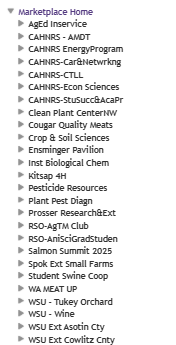 Marketplace Home
AgEd Inservice
CAHNRS - AMDT
CAHNRS EnergyProgram
CAHNRS-Car&Netwrkng
CAHNRS-CTLL
CAHNRS-Econ Sciences
CAHNRS-StuSucc&AcaPr
Clean Plant CenterNW
Cougar Quality Meats
Crop & Soil Sciences
Ensminger Pavilion
Inst Biological Chem
Kitsap 4H
Pesticide Resources
Plant Pest Diagn
Prosser Research&Ext
RSO-AgTM Club
RSO-AniSciGradStuden
Salmon Summit 2025
Spok Ext Small Farms
Student Swine Coop
WA MEAT UP
WSU - Tukey Orchard
WSU - Wine
WSU Ext Asotin Cty
WSU Ext Cowlitz Cnty